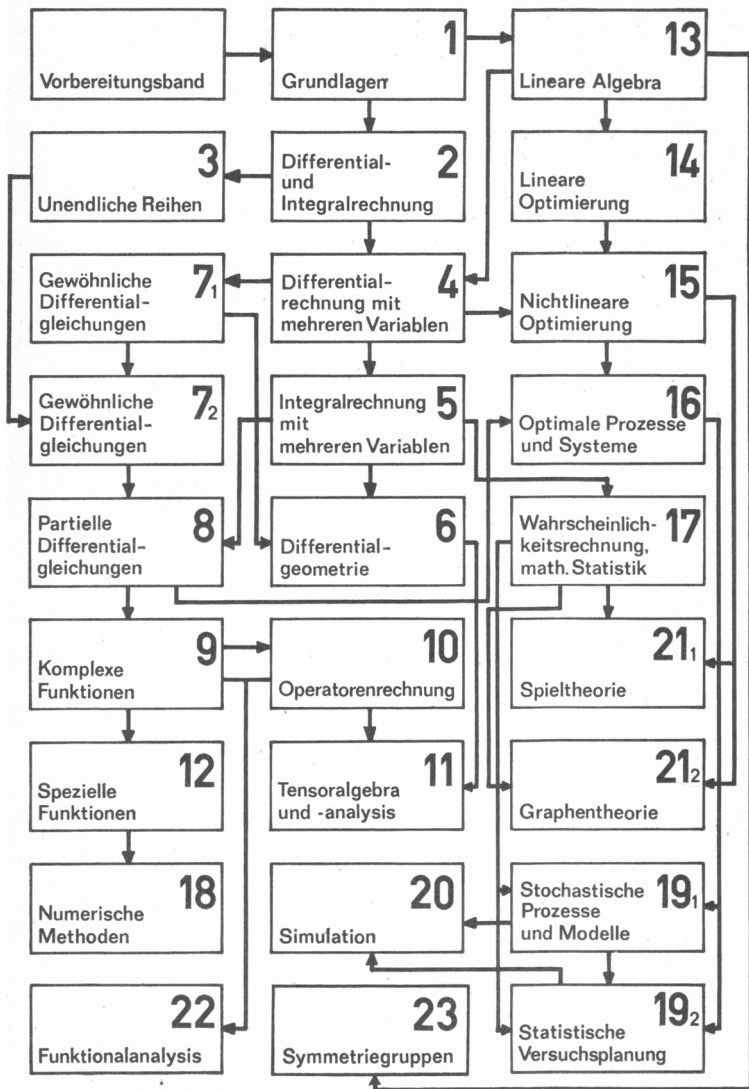 Vorbereitungsband
1
Grundlagen
13
Lineare Algebra
3
Unendliche Reihen
2
Differential-
und
Integralrechnung
14
Lineare
Optimierung
7₁
Gewöhnliche
Differential-
gleichungen
4
Differential-
rechnung mit
mehreren Variablen
15
Nichtlineare
Optimierung
7₂
Gewöhnliche
Differential-
gleichungen
5
Integralrechnung
mit
mehreren Variablen
16
Optimale Prozesse
und Systeme
8
Partielle
Differential-
gleichungen
6
Differential-
geometrie
17
Wahrscheinlich-
keitsrechnung,
math. Statistik
9
Komplexe
Funktionen
10
Operatorenrechnung
21₁
Spieltheorie
12
Spezielle
Funktionen
11
Tensoralgebra
und -analysis
21₂
Graphentheorie
18
Numerische
Methoden
20
Simulation
19₁
Stochastische
Prozesse
und Modelle
22
Funktionalanalysis
23
Symmetriegruppen
19₂
Statistische
Versuchsplanung